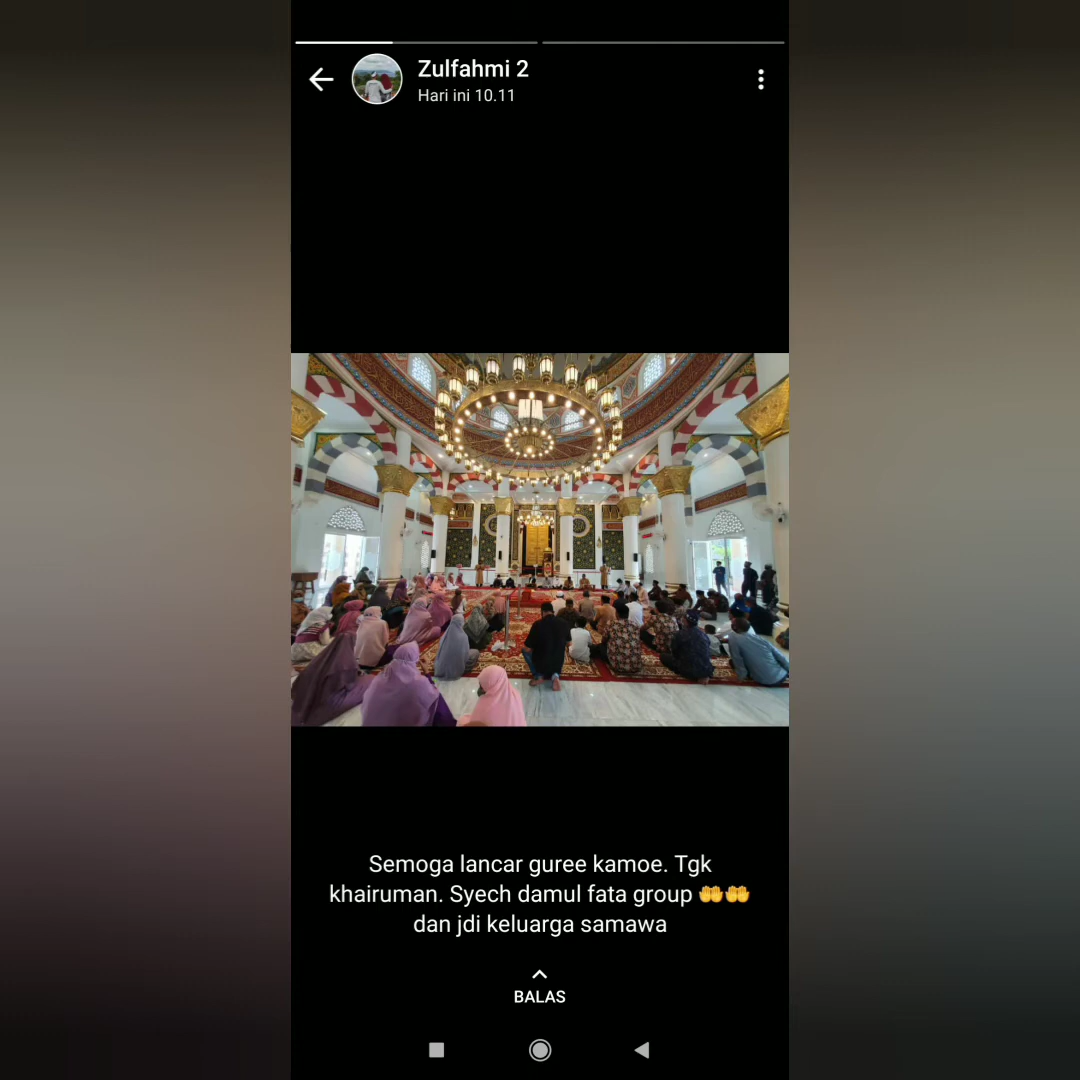 Zulfahmi 2
Hari ini 10.11
Semoga lancar guree kamoe. Tgk
khairuman. Syech damul fata group 🤲🤲
dan jdi keluarga samawa
BALAS